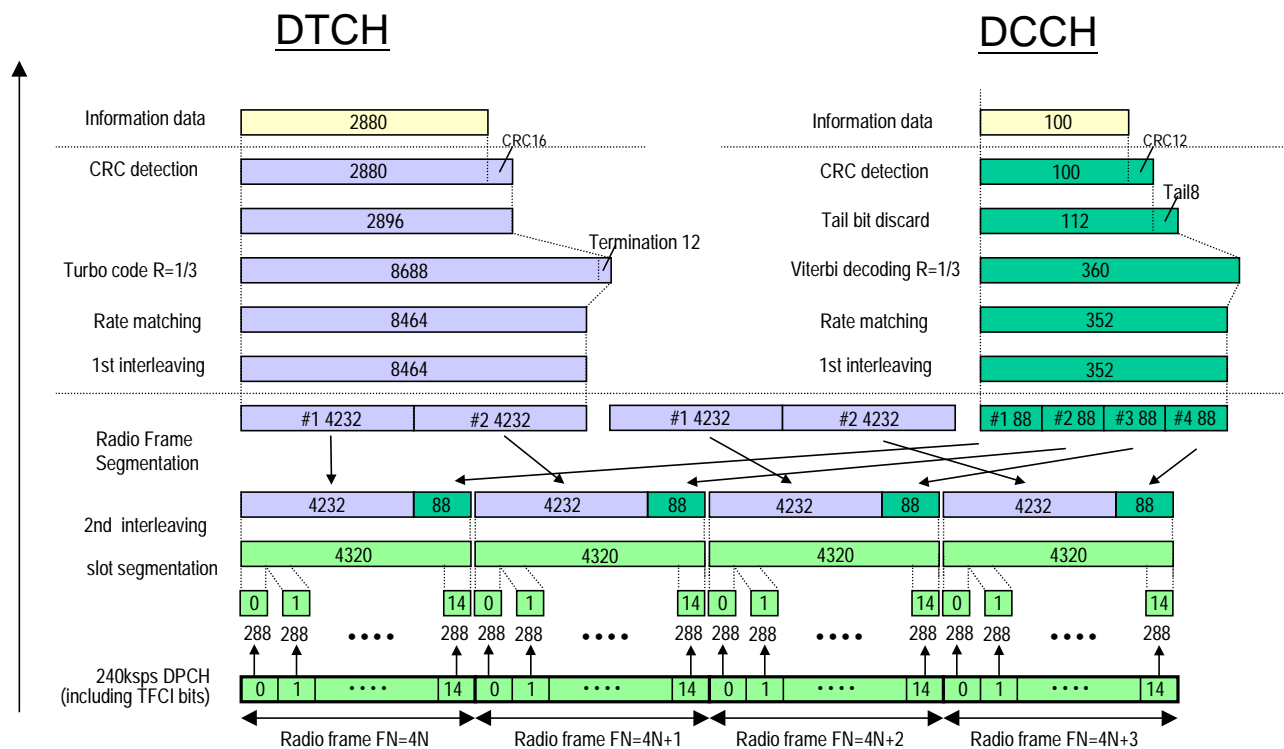 DTCH DCCH
Information data 2880 Information data 100
CRC16 CRC12
CRC detection 2880 CRC detection 100
Tail8
2896 Tail bit discard 112
Termination 12
Turbo code R=1/3 8688 Viterbi decoding R=1/3 360
Rate matching 8464 Rate matching 352
1st interleaving 8464 1st interleaving 352
#1 4232 #2 4232 #1 4232 #2 4232 #1 88 #2 88 #3 88 #4 88
Radio Frame
Segmentation
4232 88 4232 88 4232 88 4232 88
2nd interleaving
4320 4320 4320 4320
slot segmentation
0 1 14 0 1 14 0 1 14 0 1 14
288 288 •••• 288 288 288 •••• 288 288 288 •••• 288 288 288 •••• 288
240ksps DPCH
(including TFCI bits)
0 1 •••• 14 0 1 •••• 14 0 1 •••• 14 0 1 •••• 14
Radio frame FN=4N Radio frame FN=4N+1 Radio frame FN=4N+2 Radio frame FN=4N+3